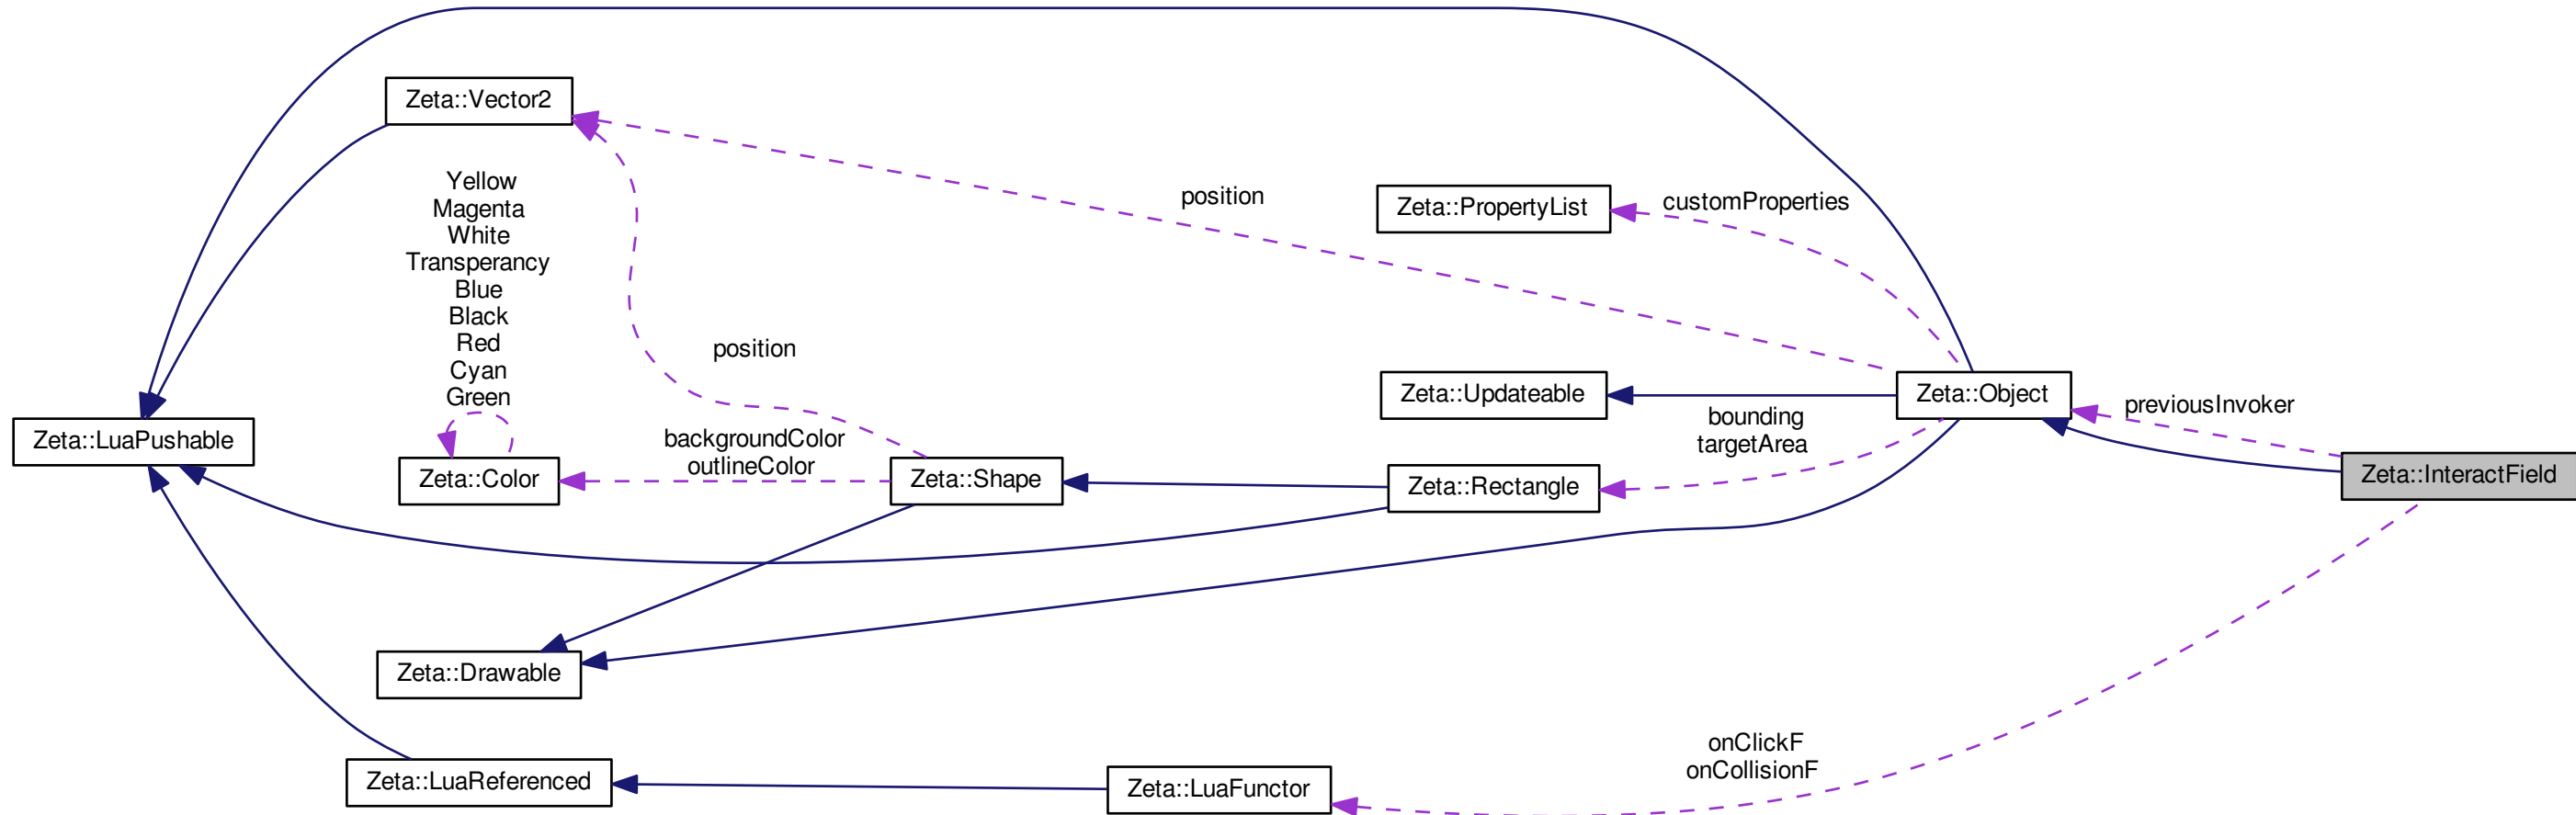 Zeta::Vector2
Yellow
Magenta
White
Transperancy
Blue
Black
Red
Cyan
Green
position
Zeta::PropertyList
customProperties
position
Zeta::Updateable
Zeta::Object
previousInvoker
bounding
targetArea
Zeta::LuaPushable
backgroundColor
outlineColor
Zeta::Color
Zeta::Shape
Zeta::Rectangle
Zeta::InteractField
Zeta::Drawable
onClickF
onCollisionF
Zeta::LuaReferenced
Zeta::LuaFunctor